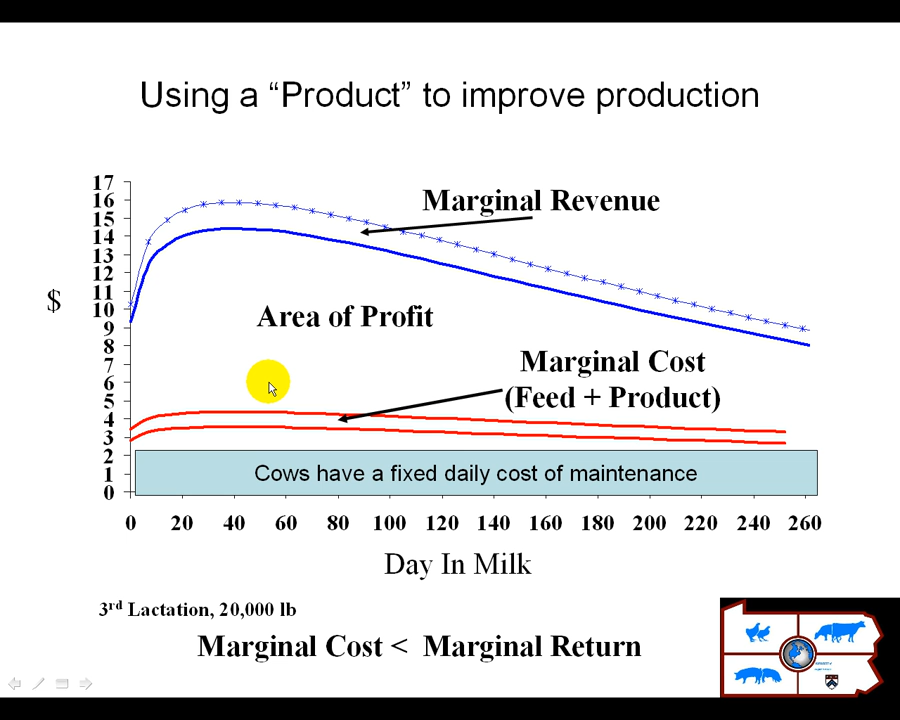 Using a “Product” to improve production
17
16
15
14
13
12
11
10
9
8
7
6
5
4
3
2
1
0
$
Marginal Revenue
Area of Profit
Marginal Cost
(Feed + Product)
Cows have a fixed daily cost of maintenance
0 20 40 60 80 100 120 140 160 180 200 220 240 260
Day In Milk
3rd Lactation, 20,000 lb
Marginal Cost < Marginal Return